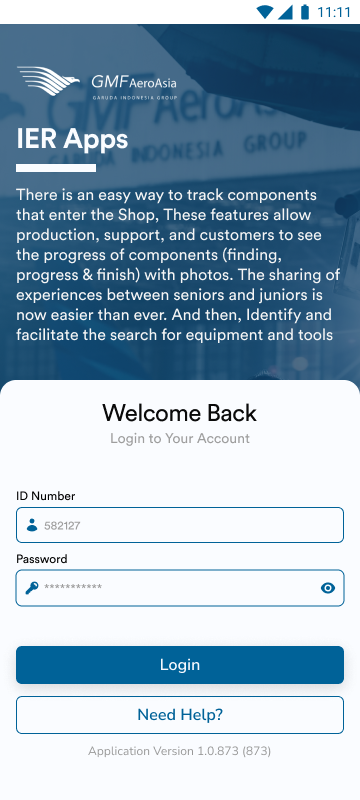 11:11
GMF AeroAsia
GARUDA INDONESIA GROUP
IER Apps
There is an easy way to track components
that enter the Shop, These features allow
production, support, and customers to see
the progress of components (finding,
progress & finish) with photos. The sharing of
experiences between seniors and juniors is
now easier than ever. And then, Identify and
facilitate the search for equipment and tools
Welcome Back
Login to Your Account
ID Number
582127
Password
***********
Login
Need Help?
Application Version 1.0.873 (873)